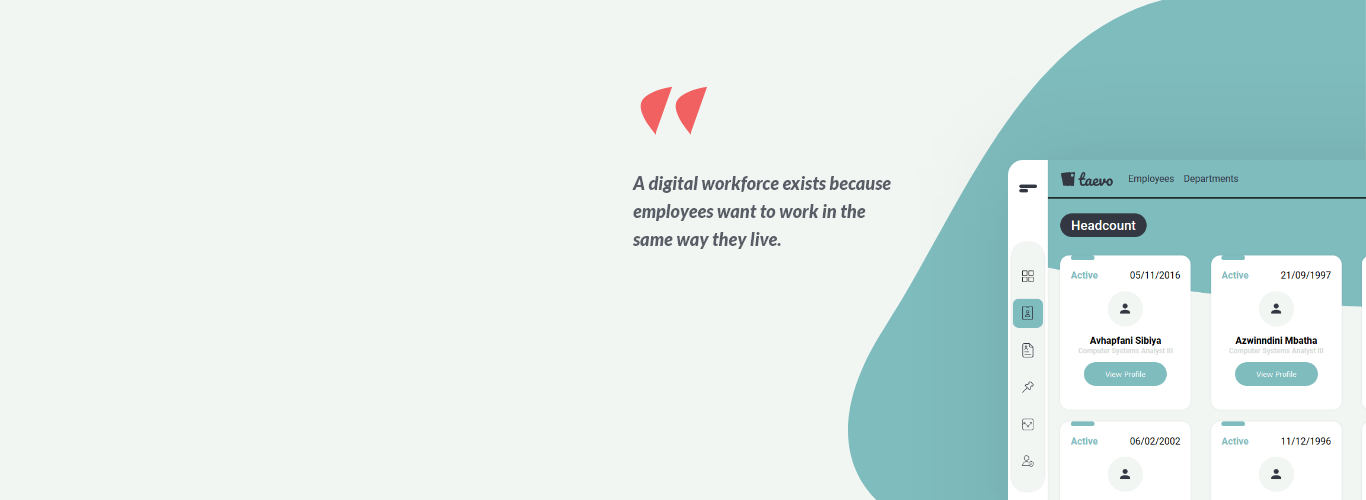 A digital workforce exists because
employees want to work in the
same way they live.
taevo Employees Departments
Headcount
Active 05/11/2016
Avhapfani Sibiya
Computer Systems Analyst III
View Profile
Active 21/09/1997
Azwinndini Mbatha
Computer Systems Analyst III
View Profile
Active 06/02/2002
Active 11/12/1996